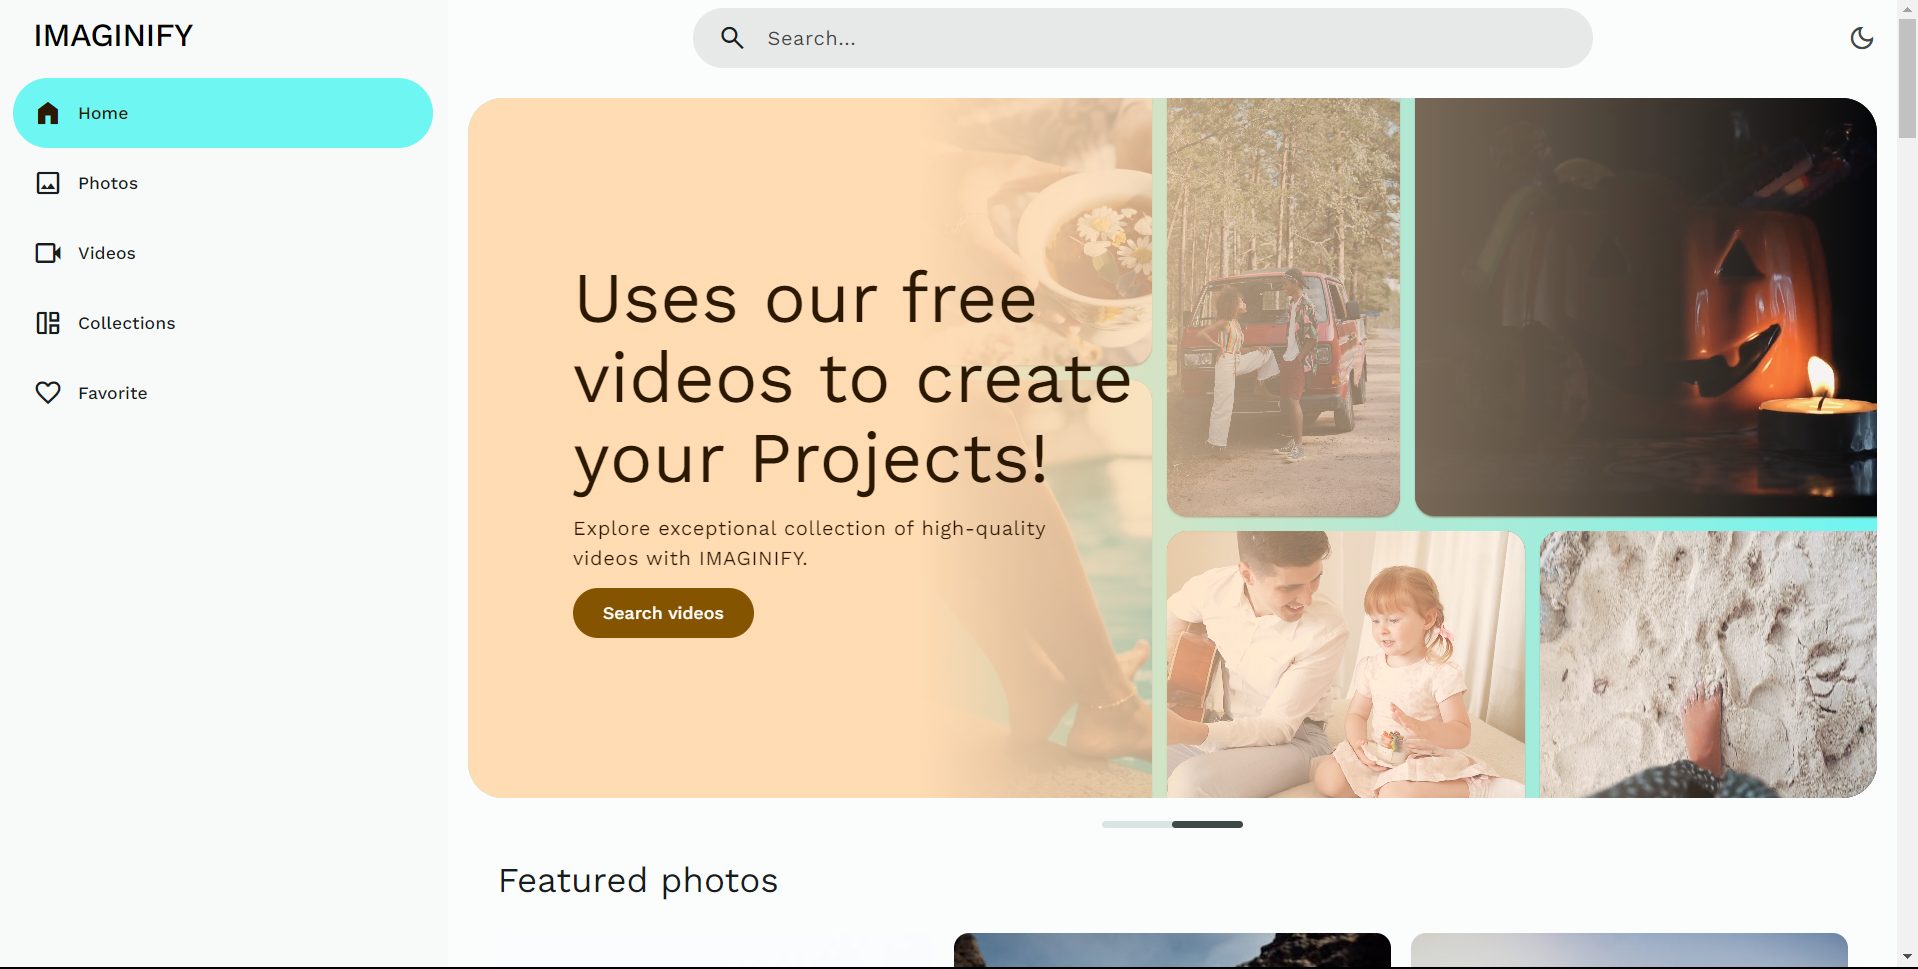 IMAGINIFY
Search...
Home
Photos
Videos
Collections
Favorite
Uses our free
videos to create
your Projects!
Explore exceptional collection of high-quality
videos with IMAGINIFY.
Search videos
Featured photos